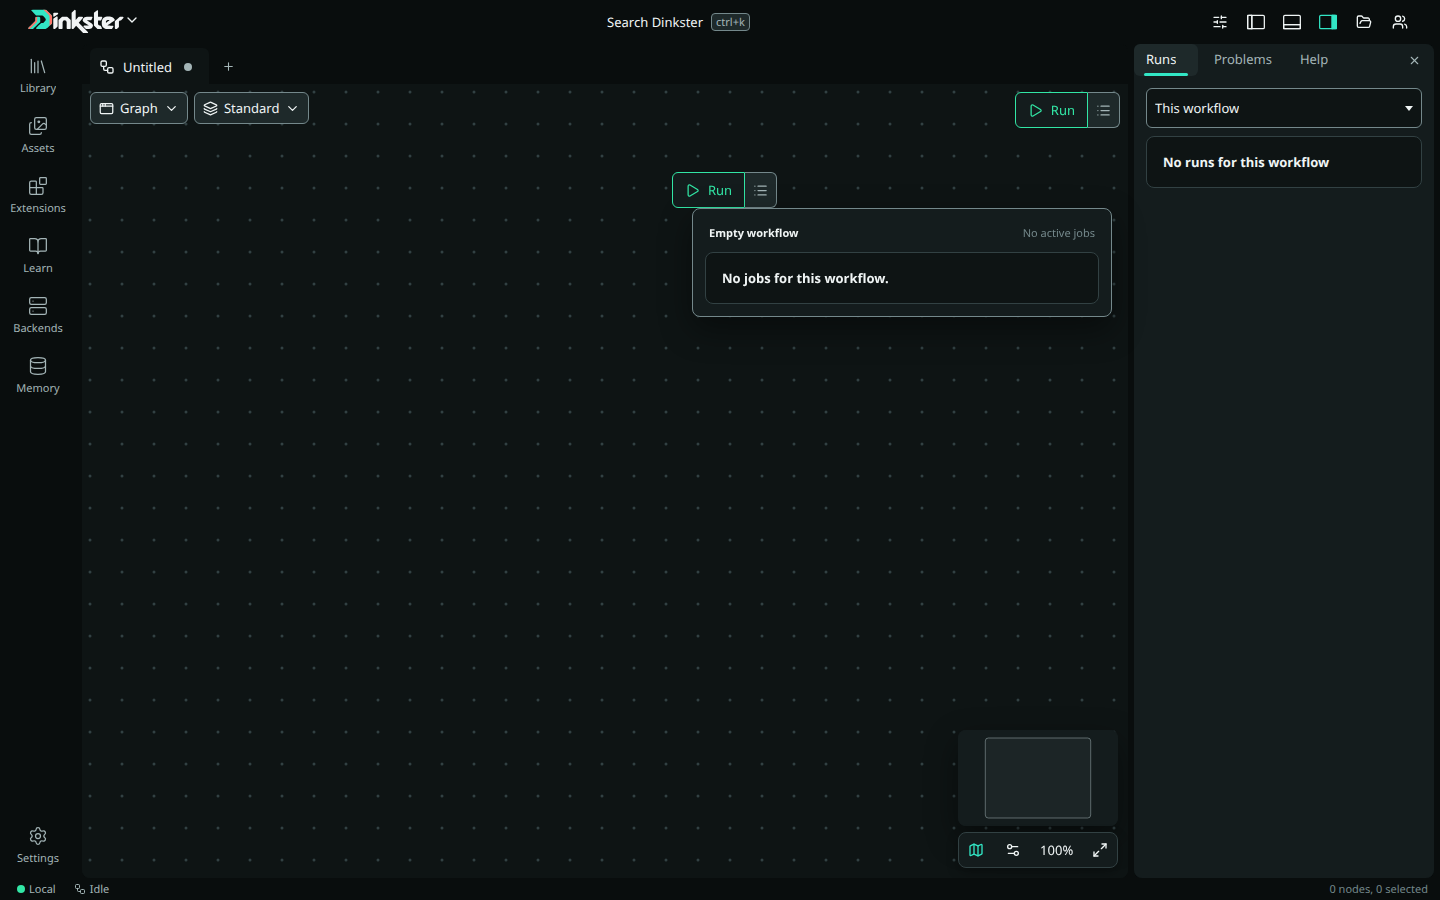 Dinkster
Search Dinkster ctrl+k
Library
Assets
Extensions
Learn
Backends
Memory
Settings
Untitled
Graph
Standard
Run
Run
Empty workflow No active jobs
No jobs for this workflow.
100%
Runs Problems Help
This workflow
No runs for this workflow
Local Idle
0 nodes, 0 selected